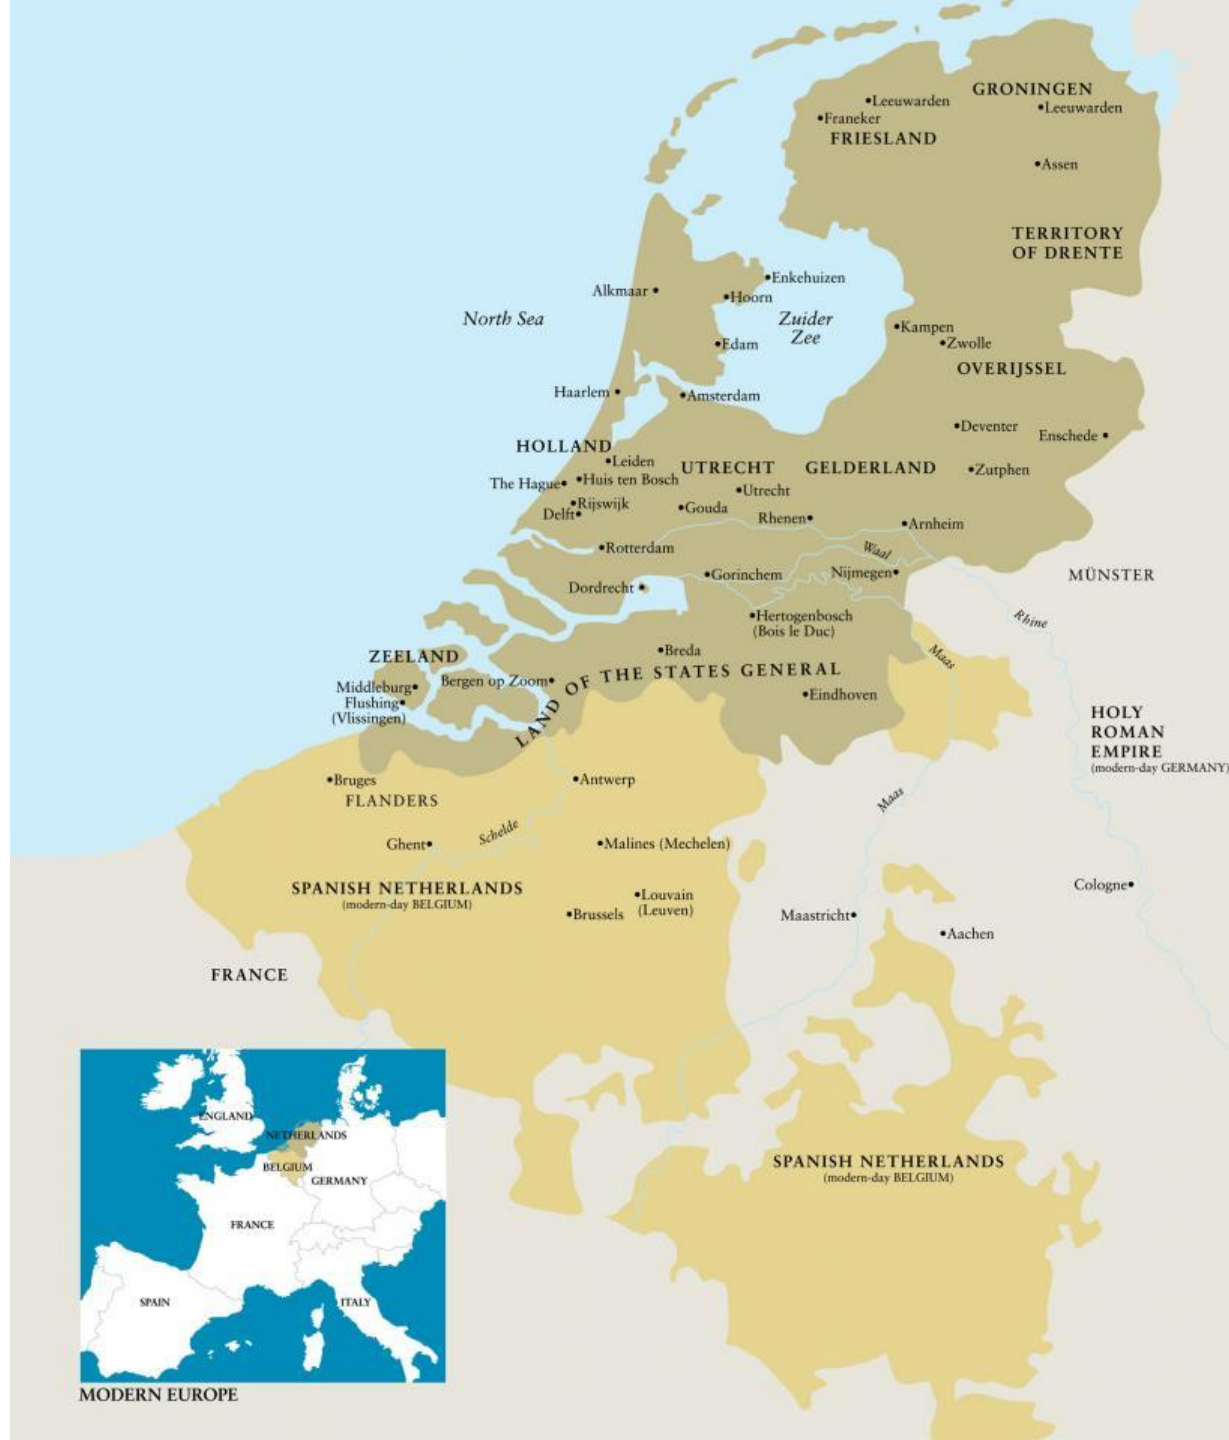 GRONINGEN
Leeuwarden
Leeuwarden
Franeker
FRIESLAND
Assen
TERRITORY
OF DRENTE
Enkehuizen
Alkmaar
Hoorn
North Sea
Zuider
Zee
Kampen
Zwolle
Edam
OVERIJSSEL
Haarlem
Amsterdam
Deventer
Enschede
HOLLAND
Leiden
UTRECHT
GELDERLAND
Zutphen
The Hague
Huis ten Bosch
Utrecht
Rijswijk
Delft
Gouda
Rhenen
Arnheim
Rotterdam
Waal
Gorinchem
Nijmegen
MÜNSTER
Dordrecht
Hertogenbosch
(Bois le Duc)
Rhine
Breda
Maas
ZEELAND
LAND OF THE STATES GENERAL
Middleburg
Bergen op Zoom
Flushing
(Vlissingen)
Eindhoven
HOLY
ROMAN
EMPIRE
(modern-day GERMANY)
Bruges
Antwerp
FLANDERS
Maas
Schelde
Ghent
Malines (Mechelen)
SPANISH NETHERLANDS
(modern-day BELGIUM)
Louvain
(Leuven)
Brussels
Cologne
Maastricht
Aachen
FRANCE
ENGLAND
NETHERLANDS
BELGIUM
GERMANY
FRANCE
SPAIN
ITALY
MODERN EUROPE
SPANISH NETHERLANDS
(modern-day BELGIUM)